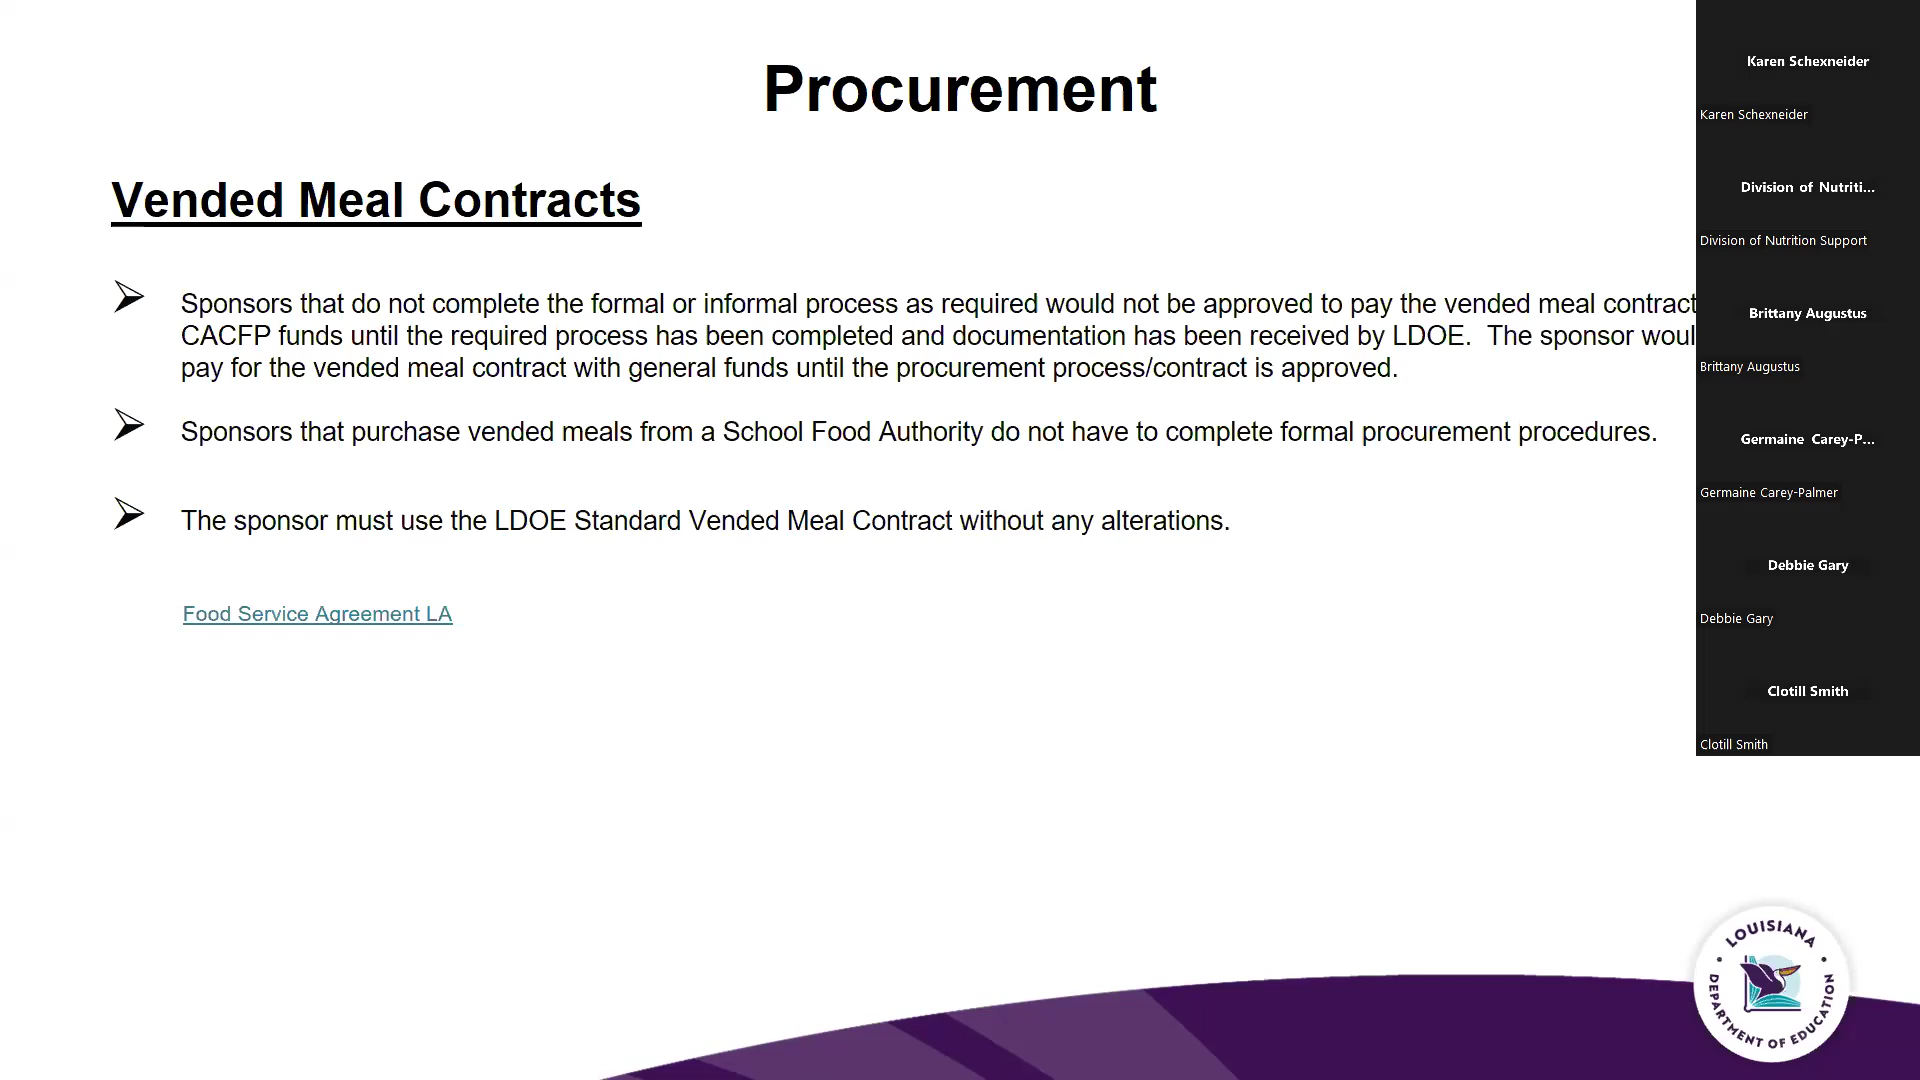 Procurement
Vended Meal Contracts
Sponsors that do not complete the formal or informal process as required would not be approved to pay the vended meal contract
CACFP funds until the required process has been completed and documentation has been received by LDOE.  The sponsor woul
pay for the vended meal contract with general funds until the procurement process/contract is approved.
Sponsors that purchase vended meals from a School Food Authority do not have to complete formal procurement procedures.
The sponsor must use the LDOE Standard Vended Meal Contract without any alterations.
Food Service Agreement LA
Karen Schexneider
Karen Schexneider
Division of Nutriti...
Division of Nutrition Support
Brittany Augustus
Brittany Augustus
Germaine Carey-P...
Germaine Carey-Palmer
Debbie Gary
Debbie Gary
Clotill Smith
Clotill Smith
LOUISIANA
DEPARTMENT OF EDUCATION